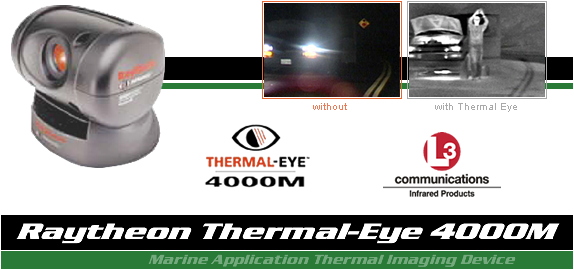 Raytheon
without
with Thermal Eye
THERMAL-EYE™
4000M
L3
communications
Infrared Products
Raytheon Thermal-Eye 4000M
Marine Application Thermal Imaging Device